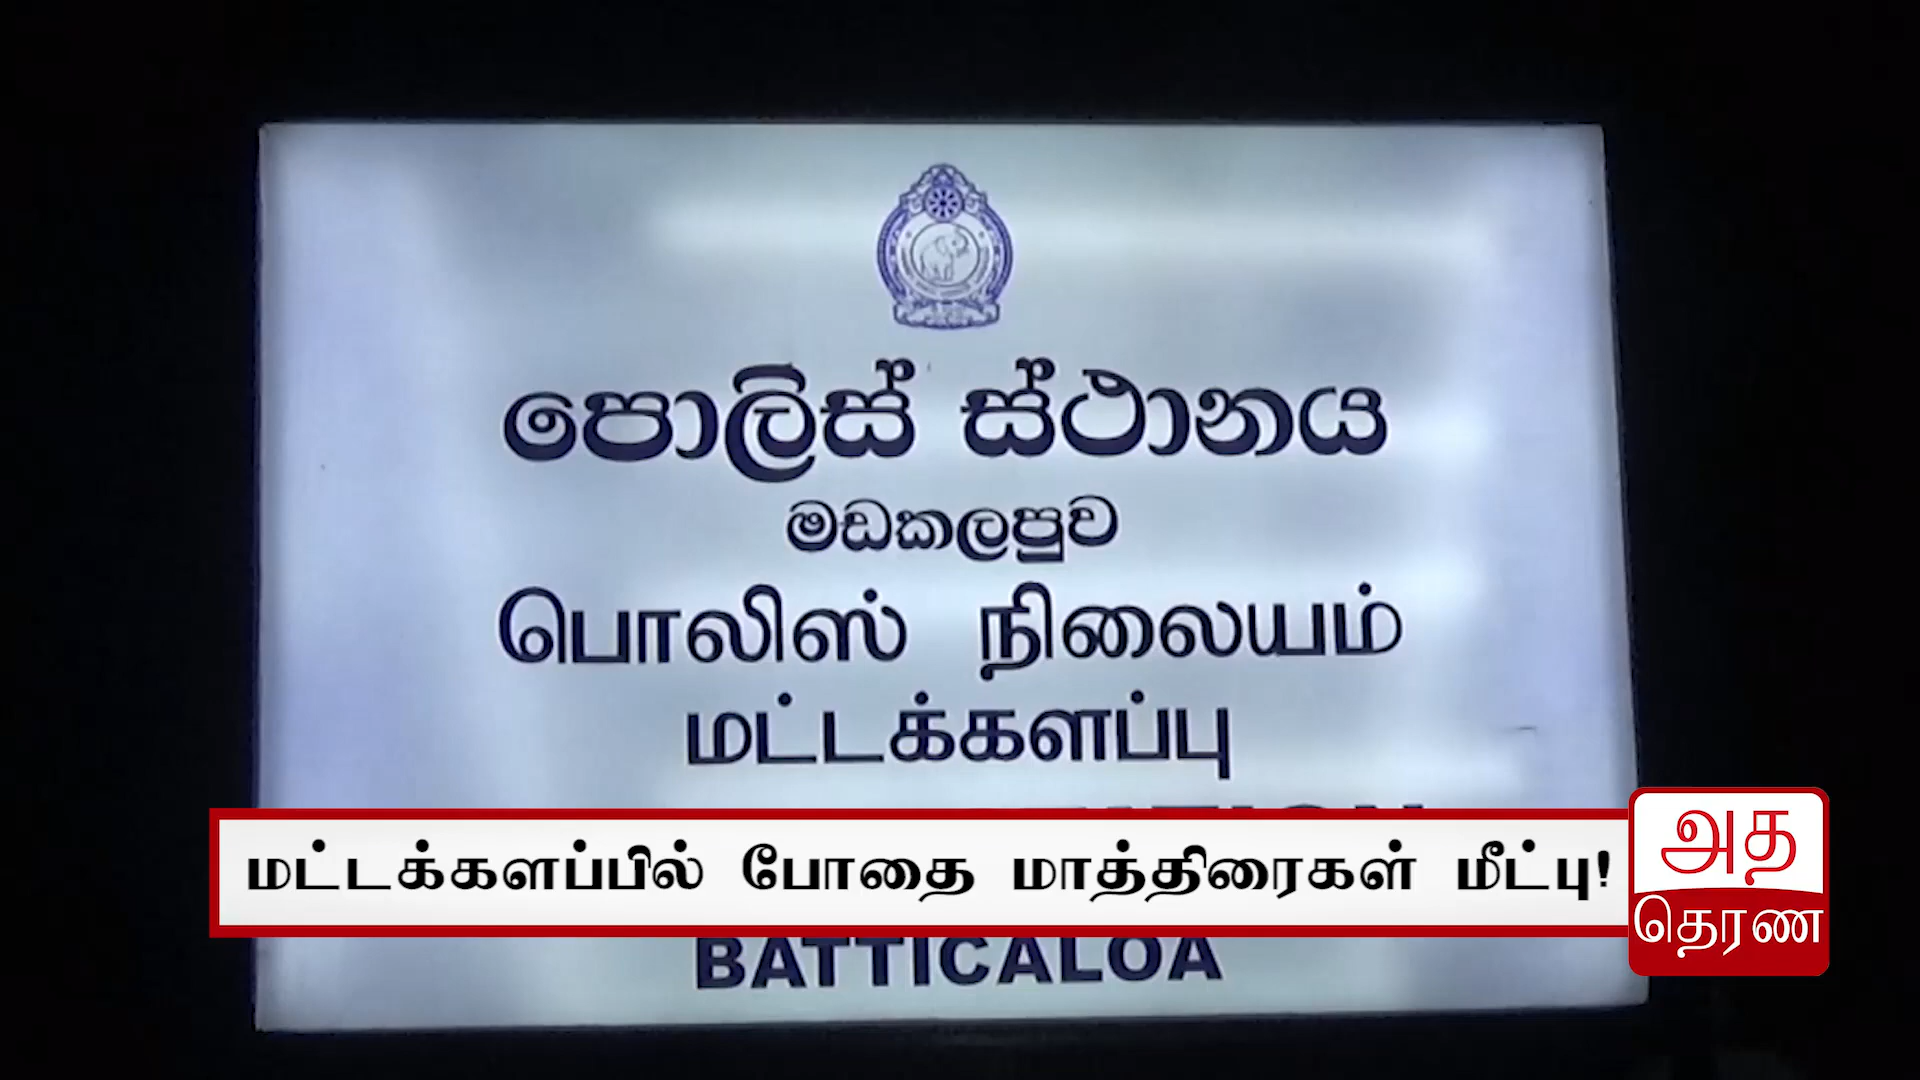 පොලිස් ස්ථානය
මඩකලපුව
பொலிஸ் நிலையம்
மட்டக்களப்பு
மட்டக்களப்பில் போதை மாத்திரைகள் மீட்பு!
அத
தெரண
BATTICALOA